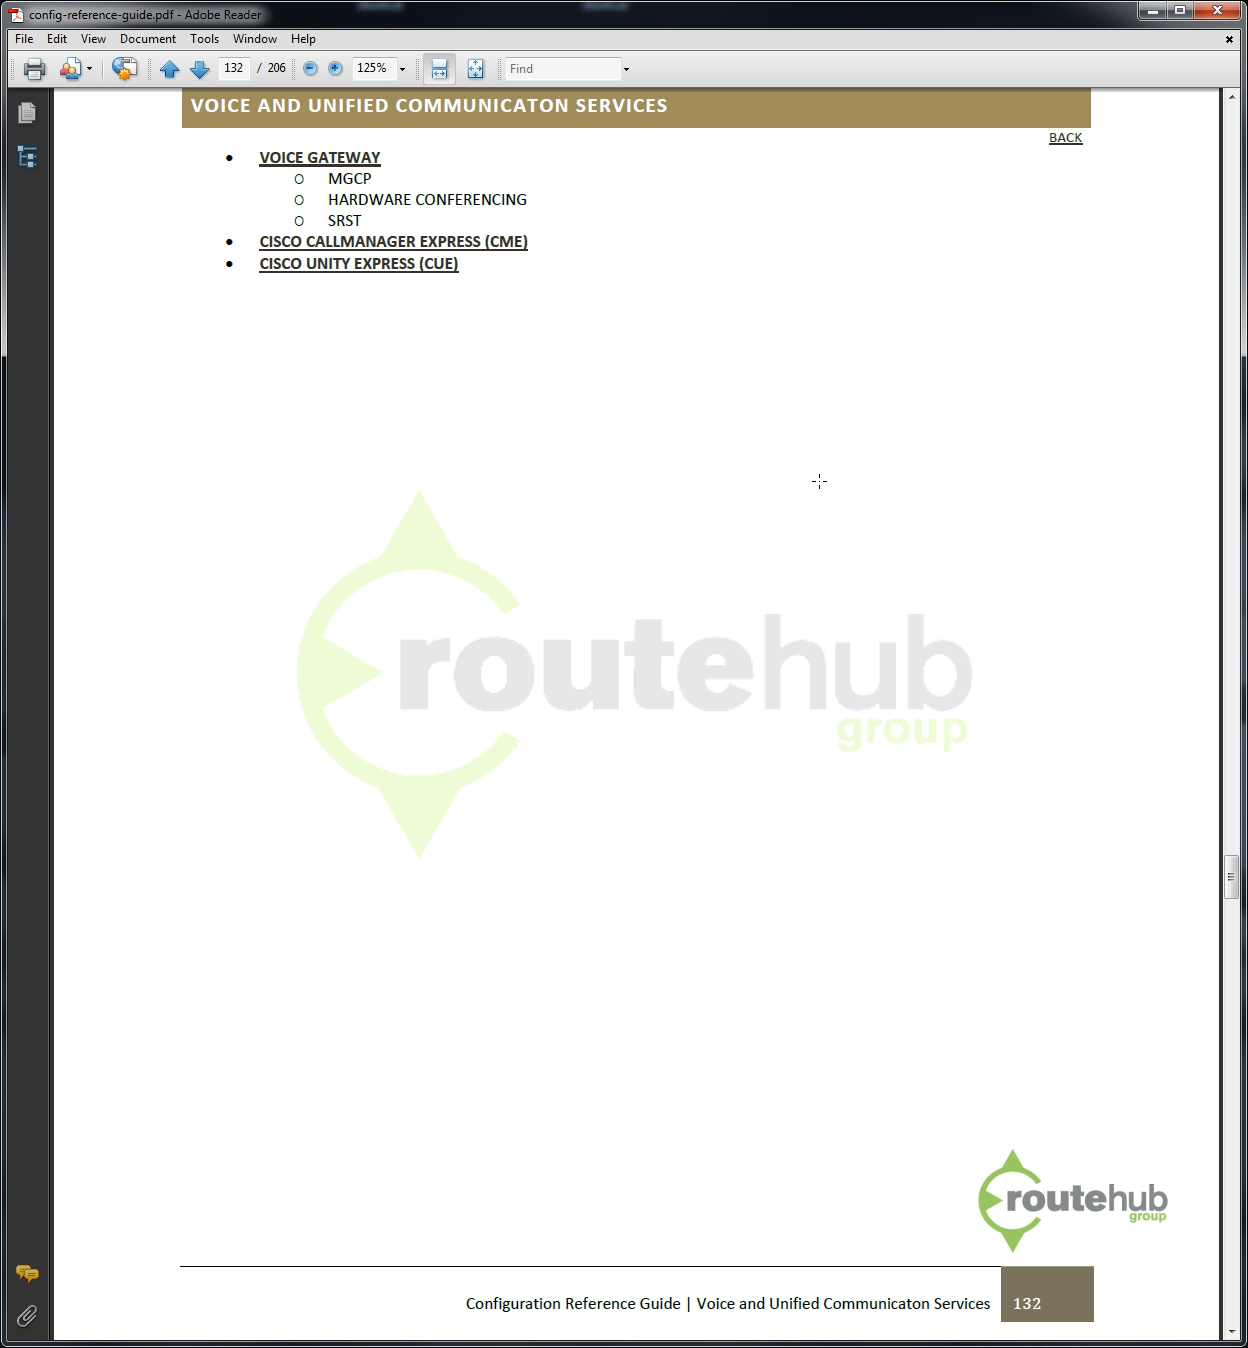 config-reference-guide.pdf - Adobe Reader
File Edit View Document Tools Window Help
132 / 206 125% Find
VOICE AND UNIFIED COMMUNICATON SERVICES
BACK
• VOICE GATEWAY
o MGCP
o HARDWARE CONFERENCING
o SRST
• CISCO CALLMANAGER EXPRESS (CME)
• CISCO UNITY EXPRESS (CUE)
routehub
group
routehub
group
Configuration Reference Guide | Voice and Unified Communicaton Services 132